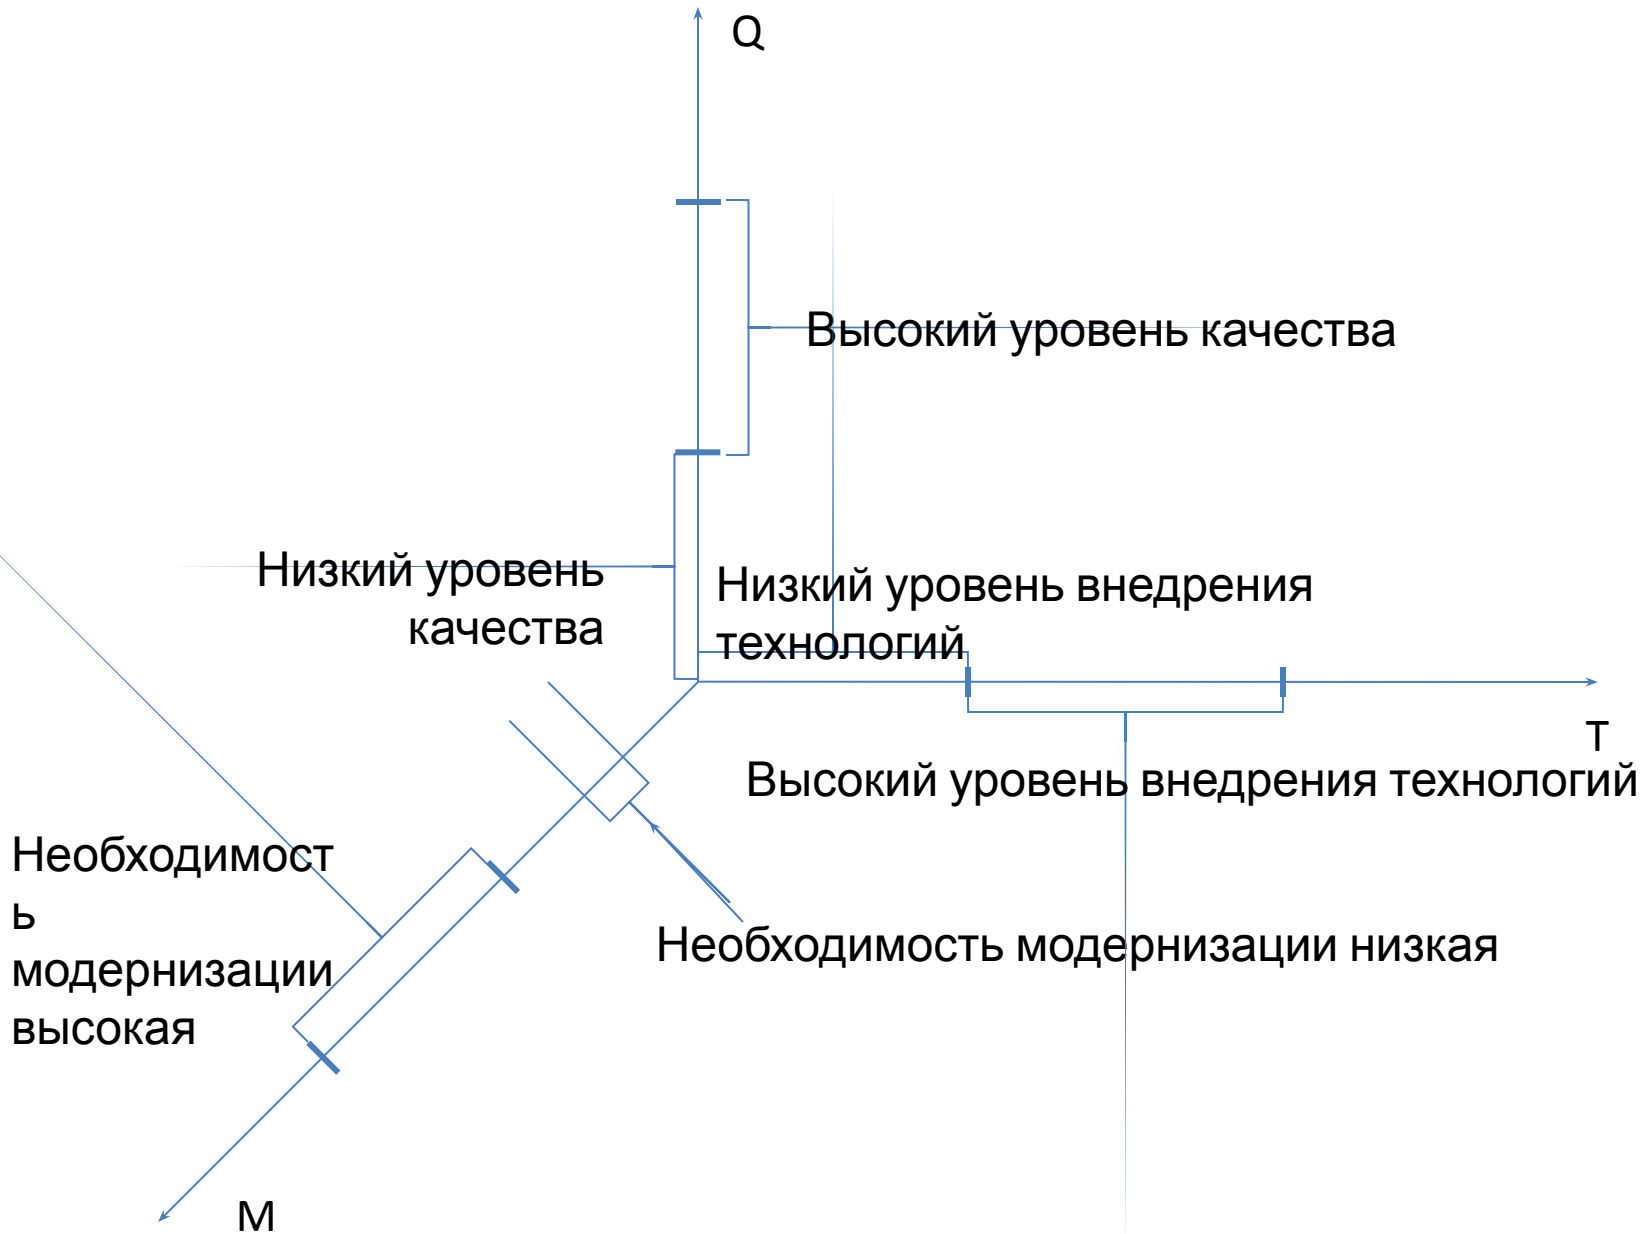 Q
Высокий уровень качества
Низкий уровень
качества
Низкий уровень внедрения
технологий
T
Высокий уровень внедрения технологий
Необходимост
ь
модернизации
высокая
Необходимость модернизации низкая
M